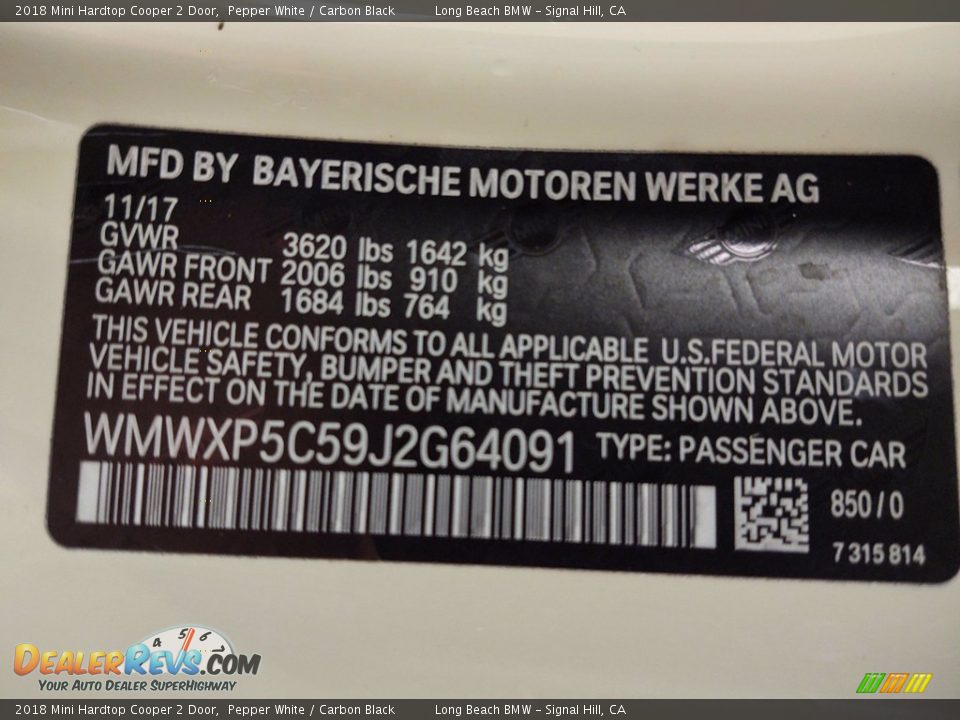 2018 Mini Hardtop Cooper 2 Door, Pepper White / Carbon Black Long Beach BMW - Signal Hill, CA
MFD BY BAYERISCHE MOTOREN WERKE AG
11/17
GVWR 3620 lbs 1642 kg
GAWR FRONT 2006 lbs 910 kg
GAWR REAR 1684 lbs 764 kg
THIS VEHICLE CONFORMS TO ALL APPLICABLE U.S.FEDERAL MOTOR
VEHICLE SAFETY, BUMPER AND THEFT PREVENTION STANDARDS
IN EFFECT ON THE DATE OF MANUFACTURE SHOWN ABOVE.
WMWXP5C59J2G64091 TYPE: PASSENGER CAR
850 / 0
7 315 814
4 5 6
DEALERREVS.COM
YOUR AUTO DEALER SUPERHIGHWAY
2018 Mini Hardtop Cooper 2 Door, Pepper White / Carbon Black Long Beach BMW - Signal Hill, CA